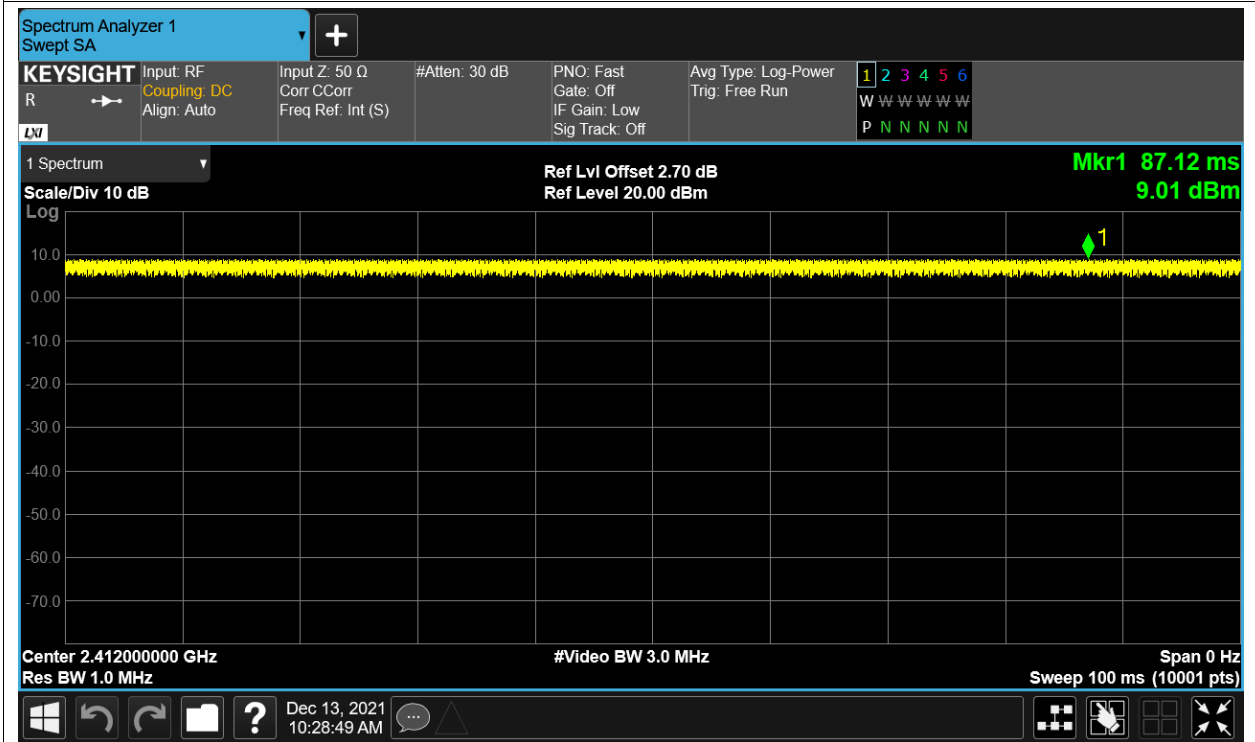 Spectrum Analyzer 1
Swept SA
+
KEYSIGHT Input: RF Input Z: 50 Ω #Atten: 30 dB PNO: Fast Avg Type: Log-Power 1 2 3 4 5 6
R Coupling: DC Corr CCorr Gate: Off Trig: Free Run W W W W W W
Align: Auto Freq Ref: Int (S) IF Gain: Low
LXI Sig Track: Off P N N N N N
1 Spectrum Ref Lvl Offset 2.70 dB Mkr1 87.12 ms
Scale/Div 10 dB Ref Level 20.00 dBm 9.01 dBm
Log
1
10.0
0.00
-10.0
-20.0
-30.0
-40.0
-50.0
-60.0
-70.0
Center 2.412000000 GHz #Video BW 3.0 MHz Span 0 Hz
Res BW 1.0 MHz Sweep 100 ms (10001 pts)
? Dec 13, 2021
10:28:49 AM